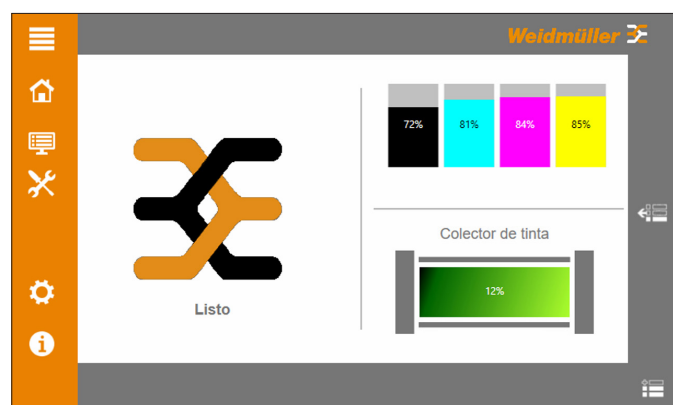 Weidmüller
72%
81%
84%
85%
Colector de tinta
12%
Listo